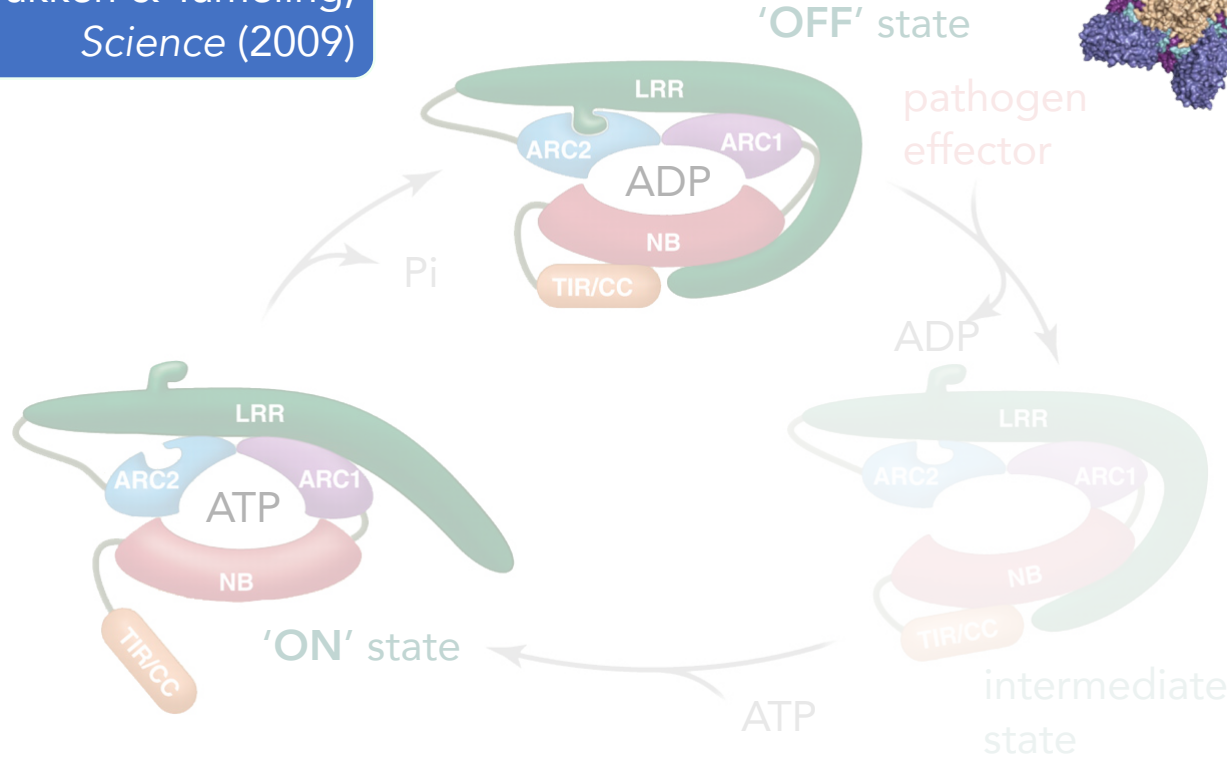 Science (2009)
'OFF' state
LRR
pathogen
effector
ARC2
ARC1
ADP
NB
TIR/CC
Pi
ADP
LRR
ARC2
ARC1
ATP
NB
TIR/CC
'ON' state
LRR
ARC2
ARC1
NB
TIR/CC
intermediate
state
ATP